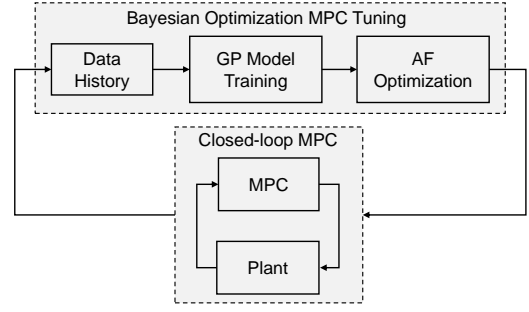 Bayesian Optimization MPC Tuning
Data
History
GP Model
Training
AF
Optimization
Closed-loop MPC
MPC
Plant